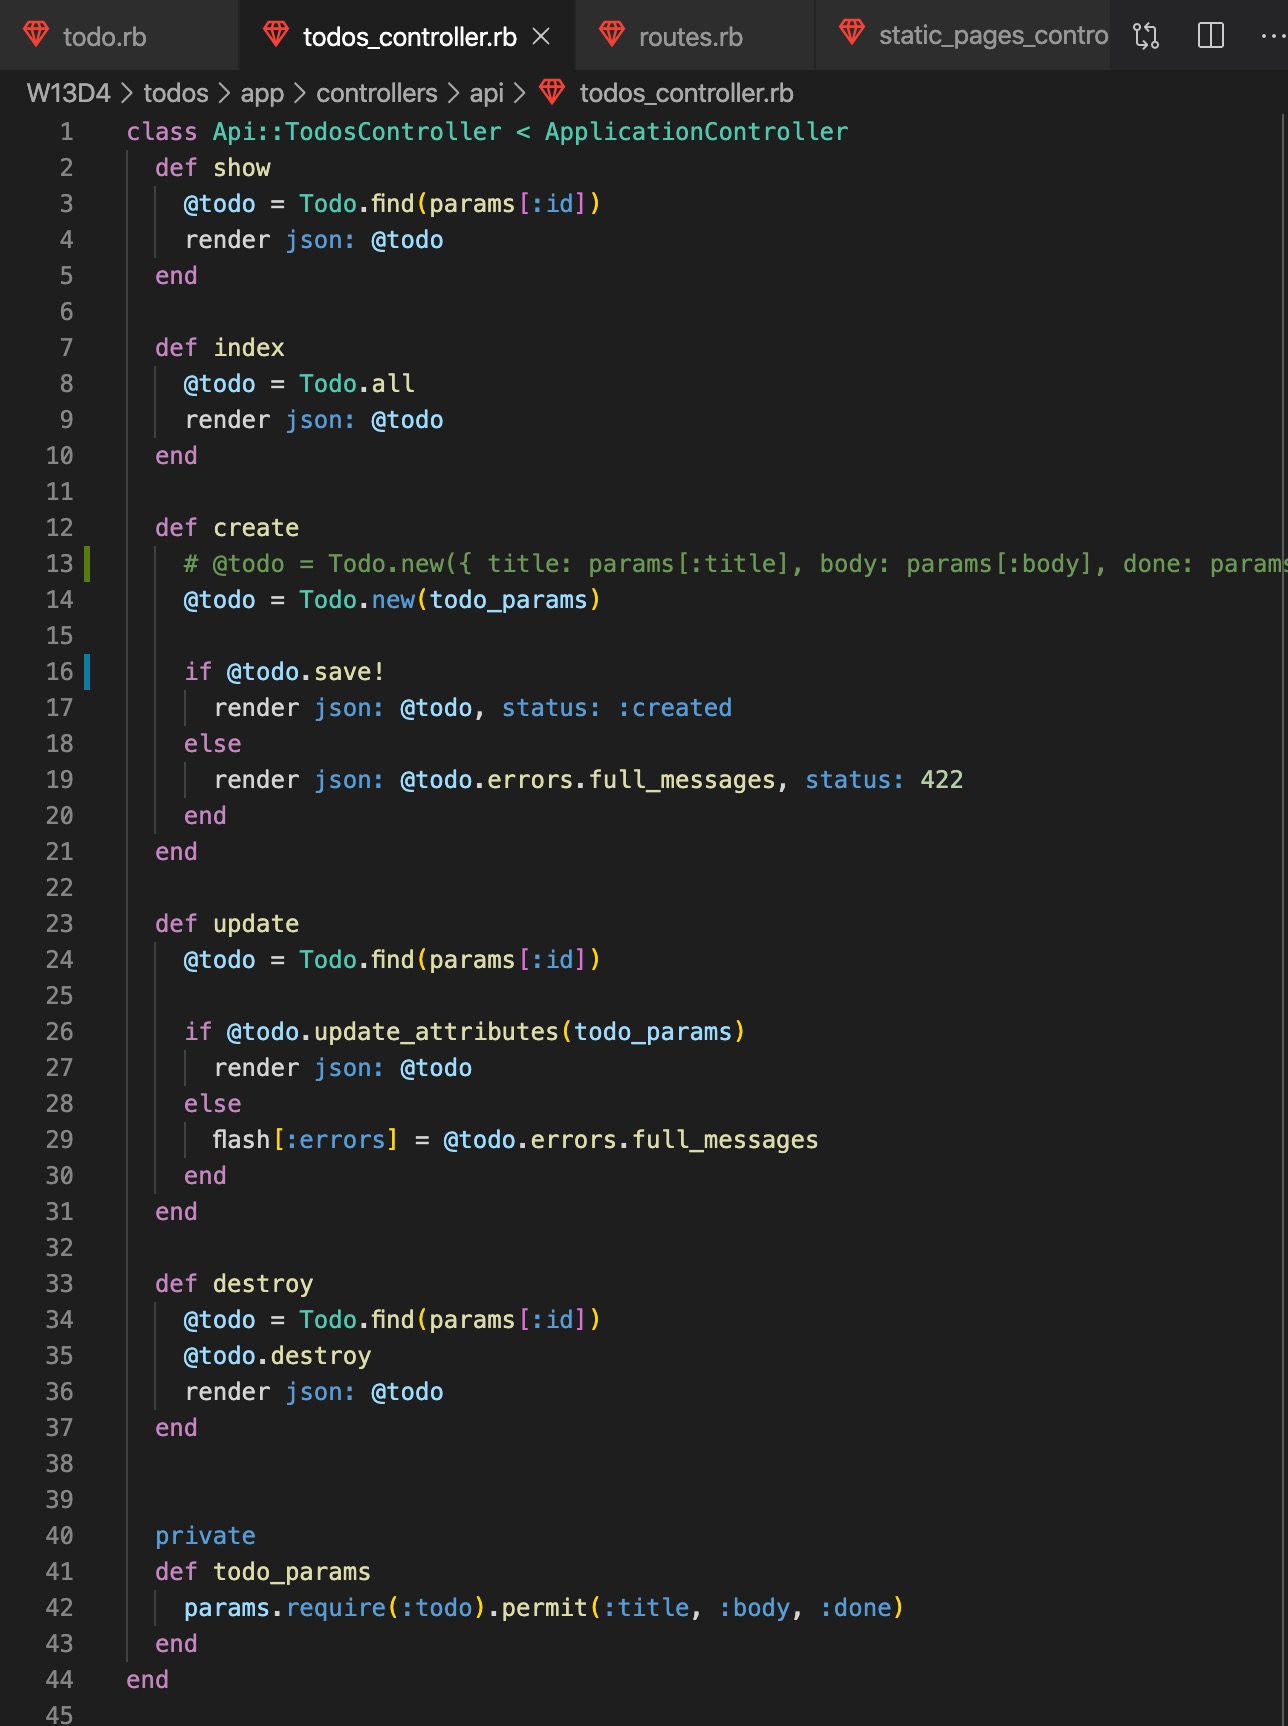 todo.rb todos_controller.rb routes.rb static_pages_contro
W13D4 > todos > app > controllers > api > todos_controller.rb
1 class Api::TodosController < ApplicationController
2 def show
3 @todo = Todo.find(params[:id])
4 render json: @todo
5 end
6
7 def index
8 @todo = Todo.all
9 render json: @todo
10 end
11
12 def create
13 # @todo = Todo.new({ title: params[:title], body: params[:body], done: params
14 @todo = Todo.new(todo_params)
15
16 if @todo.save!
17 render json: @todo, status: :created
18 else
19 render json: @todo.errors.full_messages, status: 422
20 end
21 end
22
23 def update
24 @todo = Todo.find(params[:id])
25
26 if @todo.update_attributes(todo_params)
27 render json: @todo
28 else
29 flash[:errors] = @todo.errors.full_messages
30 end
31 end
32
33 def destroy
34 @todo = Todo.find(params[:id])
35 @todo.destroy
36 render json: @todo
37 end
38
39
40 private
41 def todo_params
42 params.require(:todo).permit(:title, :body, :done)
43 end
44 end
45